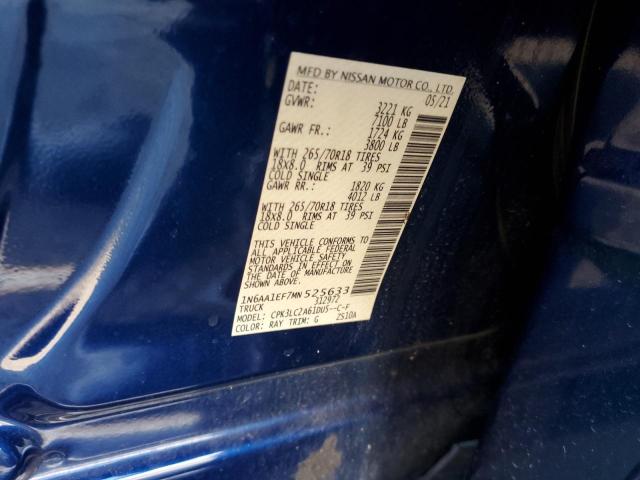 MFD BY NISSAN MOTOR CO., LTD.
DATE: 05/21
GVWR: 3221 KG
7100 LB
GAWR FR.: 1724 KG
3800 LB
WITH 265/70R18 TIRES
18X8.0 RIMS AT 39 PSI
COLD SINGLE
GAWR RR.: 1820 KG
4012 LB
WITH 265/70R18 TIRES
18X8.0 RIMS AT 39 PSI
COLD SINGLE
THIS VEHICLE CONFORMS TO
ALL APPLICABLE FEDERAL
MOTOR VEHICLE SAFETY
STANDARDS IN EFFECT ON
THE DATE OF MANUFACTURE
SHOWN ABOVE.
1N6AA1EF7MN525633
TRUCK 312972
MODEL: CPK3LC2A61DU5--C-F
COLOR: RAY TRIM: G ZS10A